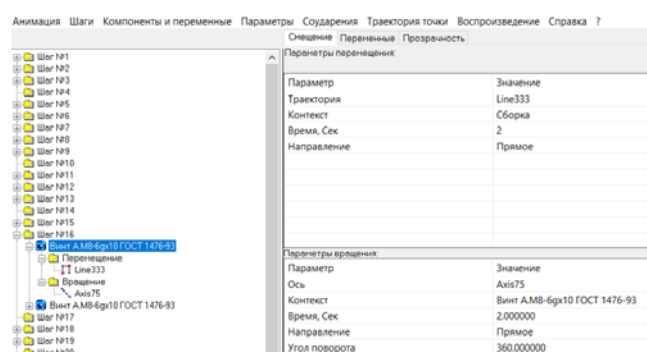 Анимация Шаги Компоненты и переменные Параметры Соударения Траектория точки Воспроизведение Справка ?
Смещение Переменные Прозрачность
Шаг №1
Шаг №2
Шаг №3
Шаг №4
Шаг №5
Шаг №6
Шаг №7
Шаг №8
Шаг №9
Шаг №10
Шаг №11
Шаг №12
Шаг №13
Шаг №14
Шаг №15
Шаг №16
Винт А.М8-6gx10 ГОСТ 1476-93
Перемещение
Line333
Вращение
Axis75
Винт А.М8-6gx10 ГОСТ 1476-93
Шаг №17
Шаг №18
Шаг №19
Шаг №20
Параметры перемещения:
Параметр Значение
Траектория Line333
Контекст Сборка
Время, Сек 2
Направление Прямое
Параметры вращения:
Параметр Значение
Ось Axis75
Контекст Винт А.М8-6gx10 ГОСТ 1476-93
Время, Сек 2.000000
Направление Прямое
Угол поворота 360.000000